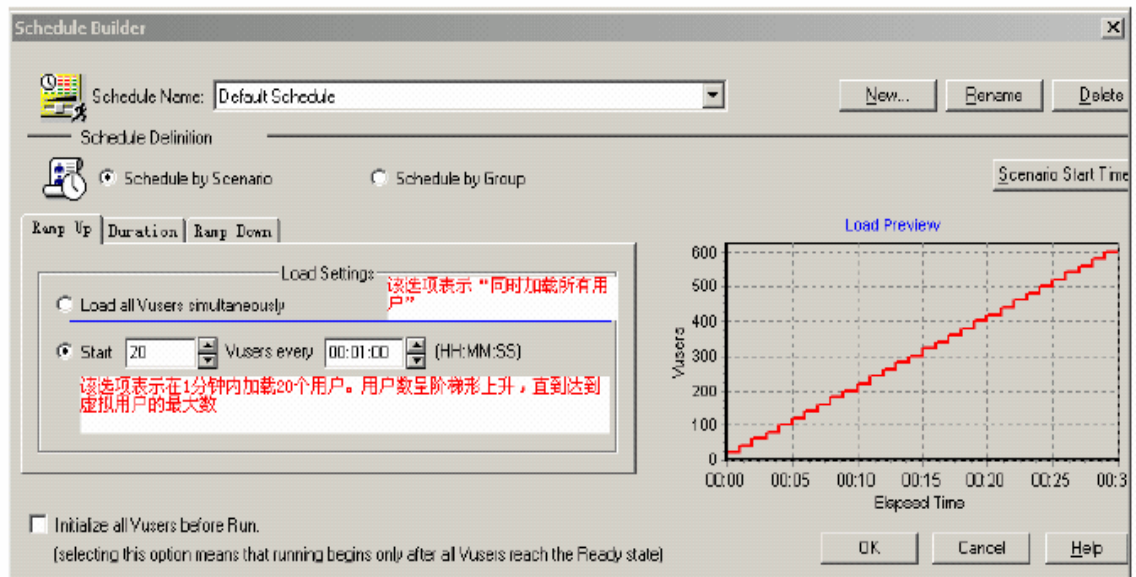 Schedule Builder
Schedule Name: Default Schedule
New... Rename Delete
Schedule Definition
Schedule by Scenario Schedule by Group
Scenario Start Time
Ramp Up Duration Ramp Down
Load Settings
Load all Vusers simultaneously
该选项表示“同时加载所有用
户”
Start 20 Vusers every 00:01:00 (HH:MM:SS)
该选项表示在1分钟内加载20个用户。用户数呈阶梯形上升，直到达到
虚拟用户的最大数
Load Preview
Vusers
600
500
400
300
200
100
0
00:00 00:05 00:10 00:15 00:20 00:25 00:3
Elapsed Time
Initialize all Vusers before Run.
(selecting this option means that running begins only after all Vusers reach the Ready state)
OK Cancel Help